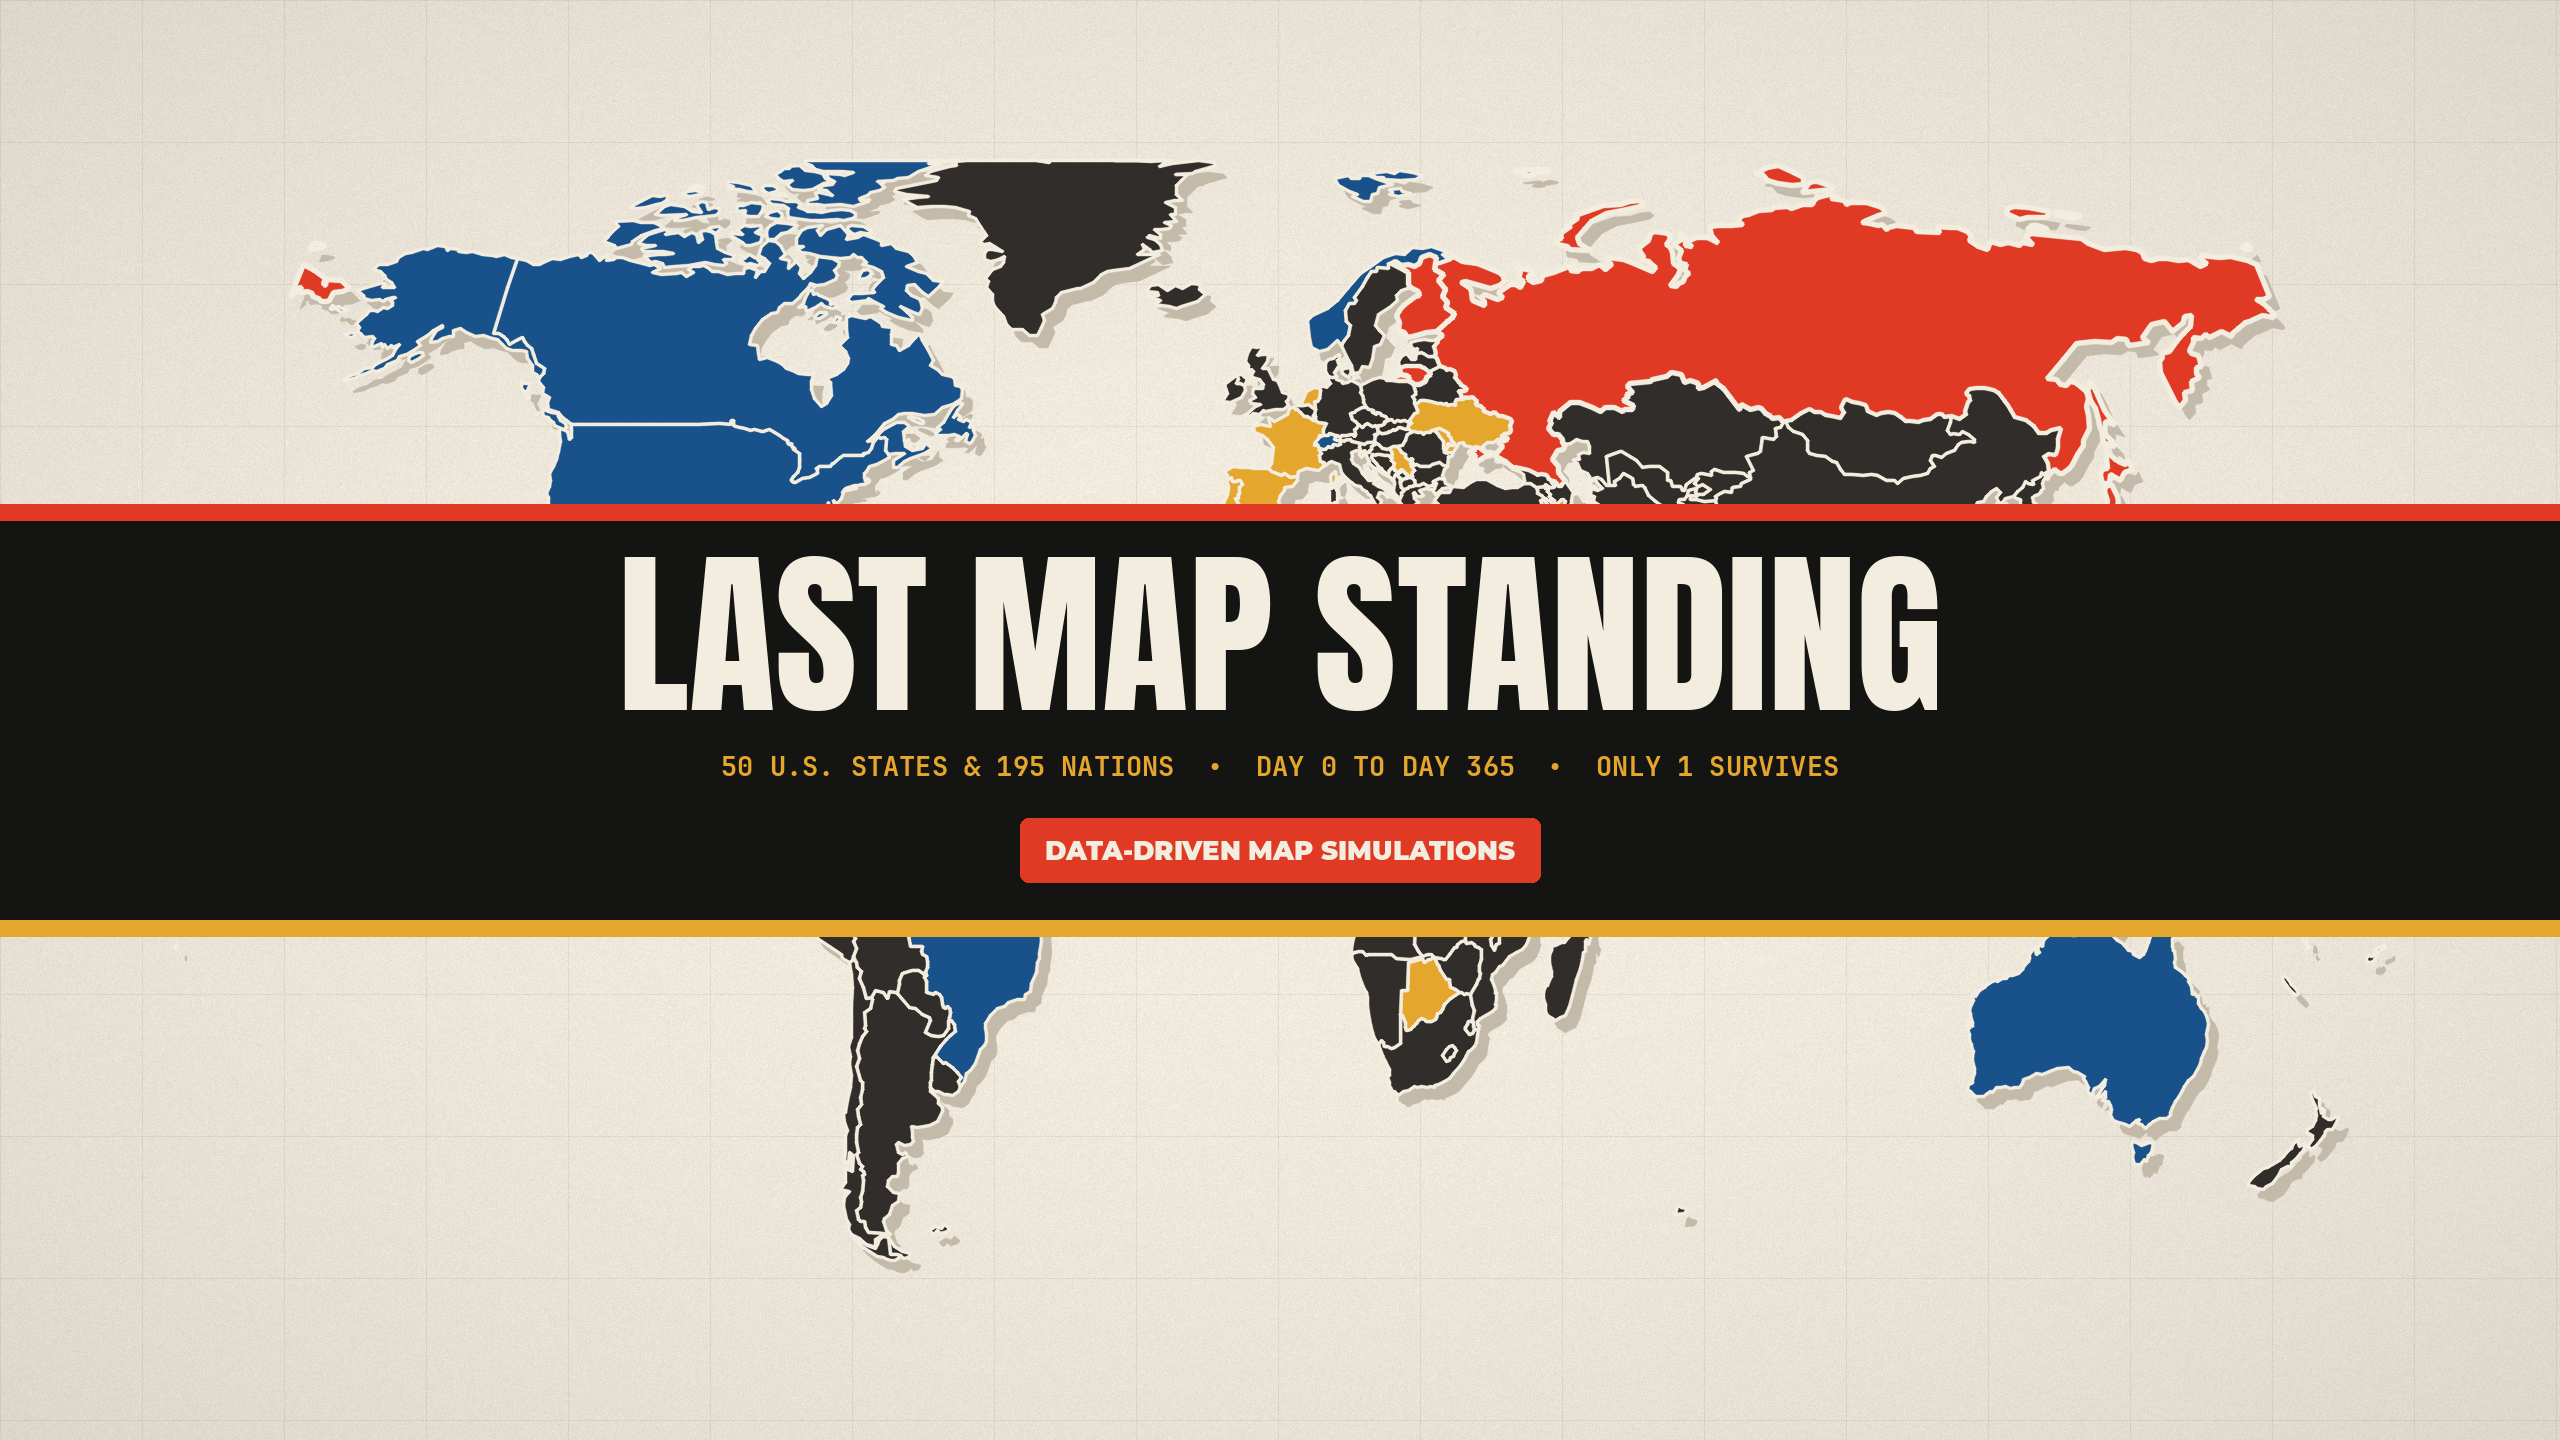 LAST MAP STANDING
50 U.S. STATES & 195 NATIONS • DAY 0 TO DAY 365 • ONLY 1 SURVIVES
DATA-DRIVEN MAP SIMULATIONS